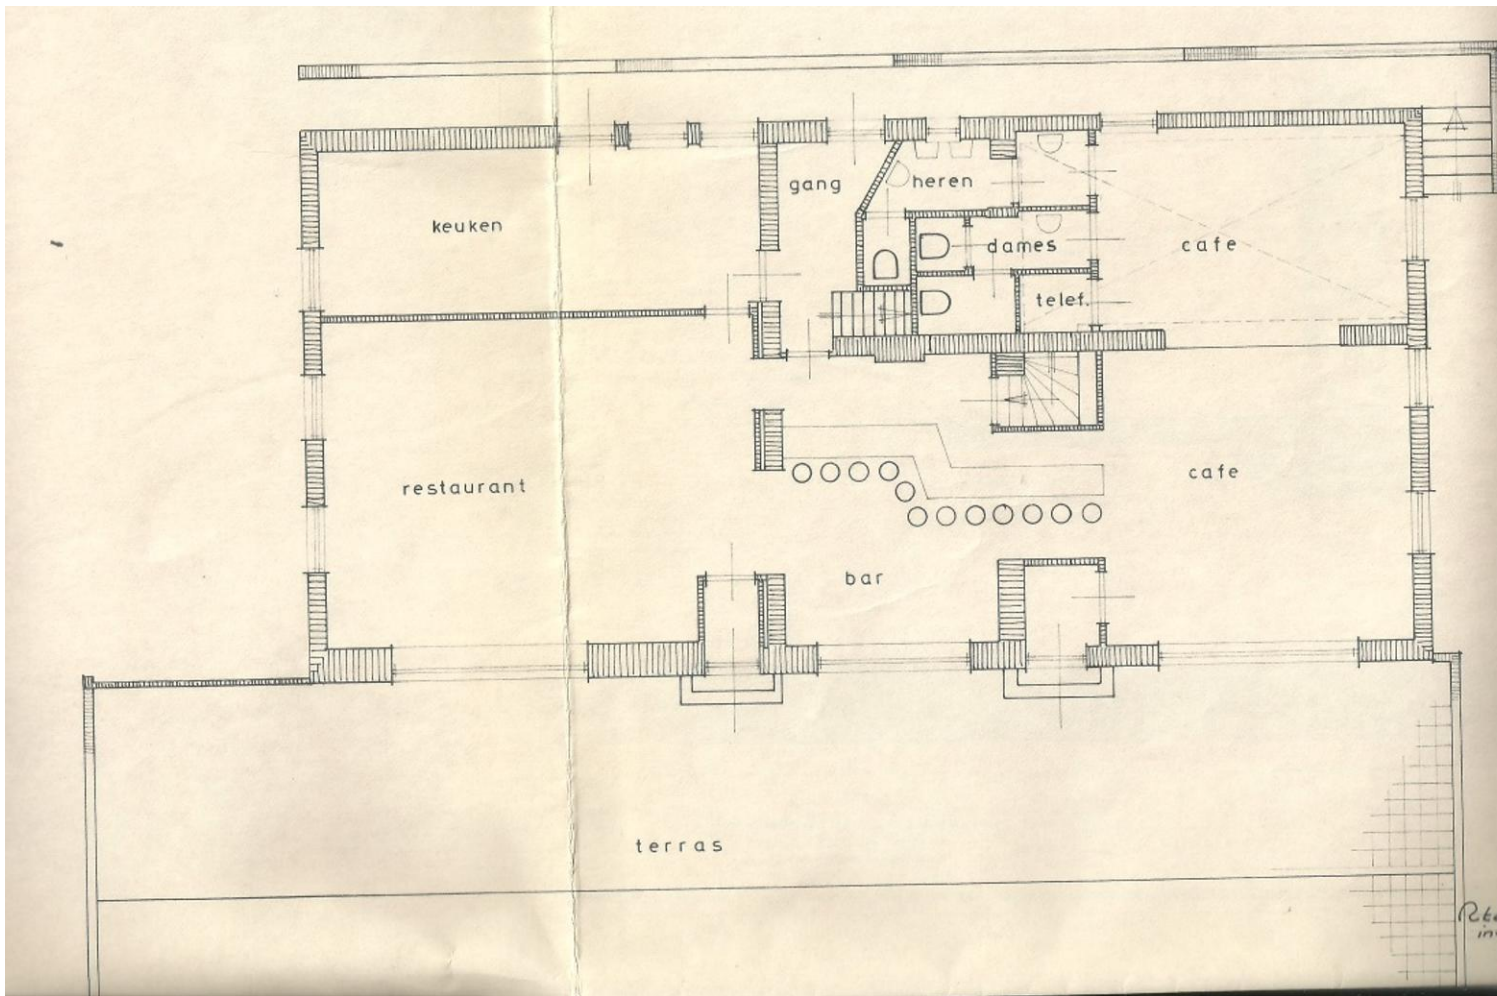 gang
heren
keuken
dames
cafe
telef.
restaurant
cafe
bar
terras